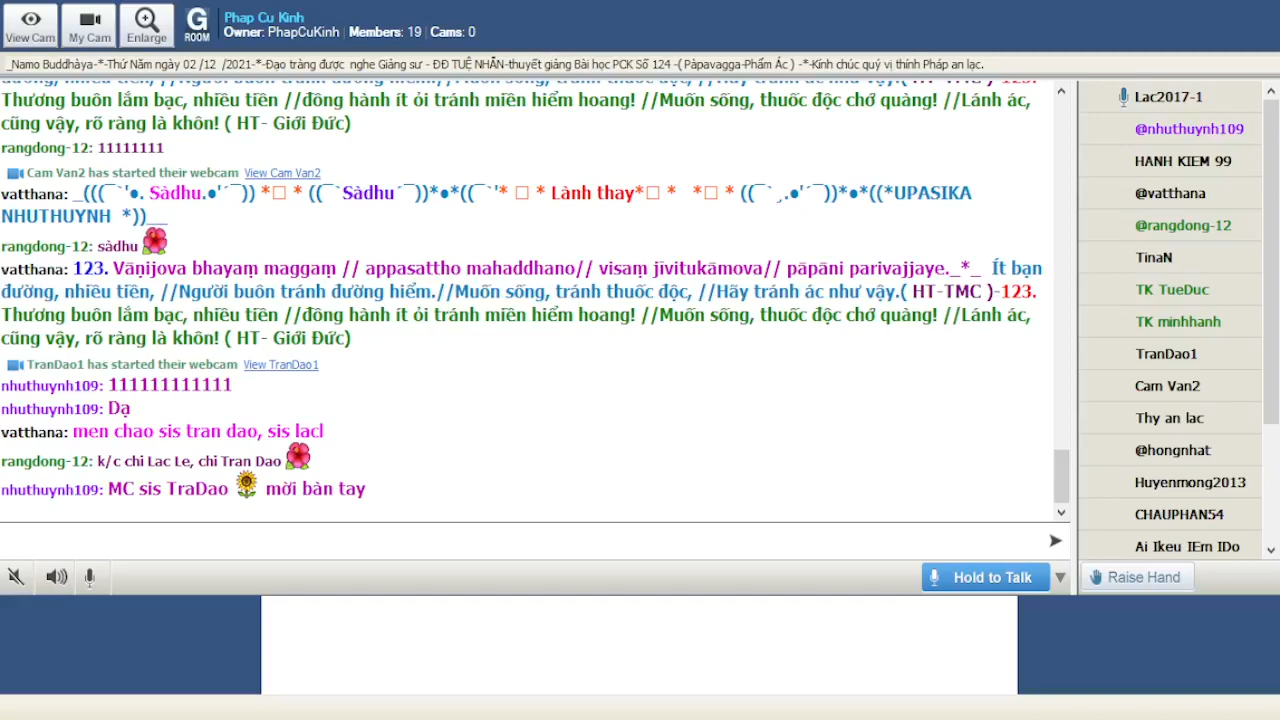 View Cam
My Cam
Enlarge
G
ROOM
Phap Cu Kinh
Owner: PhapCuKinh | Members: 19 | Cams: 0
_Namo Buddhàya-*-Thứ Năm ngày 02 /12 /2021-*-Đạo tràng được nghe Giảng sư - ĐĐ TUỆ NHẪN-thuyết giảng Bài học PCK Số 124 -( Pàpavagga-Phẩm Ác ) -*-Kính chúc quý vị thính Pháp an lạc.
Thương buôn lắm bạc, nhiều tiền //đồng hành ít ỏi tránh miền hiểm hoang! //Muốn sống, thuốc độc chớ quàng! //Lánh ác,
cũng vậy, rõ ràng là khôn! ( HT- Giới Đức)
rangdong-12: 11111111
Cam Van2 has started their webcam View Cam Van2
vatthana: _(((¯`'●. Sàdhu.●'´¯)) *□ * ((¯`Sàdhu´¯))*●*((¯`'* □ * Lành thay*□ * *□ * ((¯`¸.●'´¯))*●*((*UPASIKA
NHUTHUYNH *))__
rangdong-12: sàdhu
vatthana: 123. Vāṇijova bhayaṃ maggaṃ // appasattho mahaddhano// visaṃ jīvitukāmova// pāpāni parivajjaye._*_ Ít bạn
đường, nhiều tiền, //Người buôn tránh đường hiểm.//Muốn sống, tránh thuốc độc, //Hãy tránh ác như vậy.( HT-TMC )-123.
Thương buôn lắm bạc, nhiều tiền //đồng hành ít ỏi tránh miền hiểm hoang! //Muốn sống, thuốc độc chớ quàng! //Lánh ác,
cũng vậy, rõ ràng là khôn! ( HT- Giới Đức)
TranDao1 has started their webcam View TranDao1
nhuthuynh109: 111111111111
nhuthuynh109: Dạ
vatthana: men chao sis tran dao, sis lacl
rangdong-12: k/c chi Lac Le, chi Tran Dao
nhuthuynh109: MC sis TraDao mời bàn tay
Hold to Talk
Lac2017-1
@nhuthuynh109
HANH KIEM 99
@vatthana
@rangdong-12
TinaN
TK TueDuc
TK minhhanh
TranDao1
Cam Van2
Thy an lac
@hongnhat
Huyenmong2013
CHAUPHAN54
Ai Ikeu IEm IDo
Raise Hand